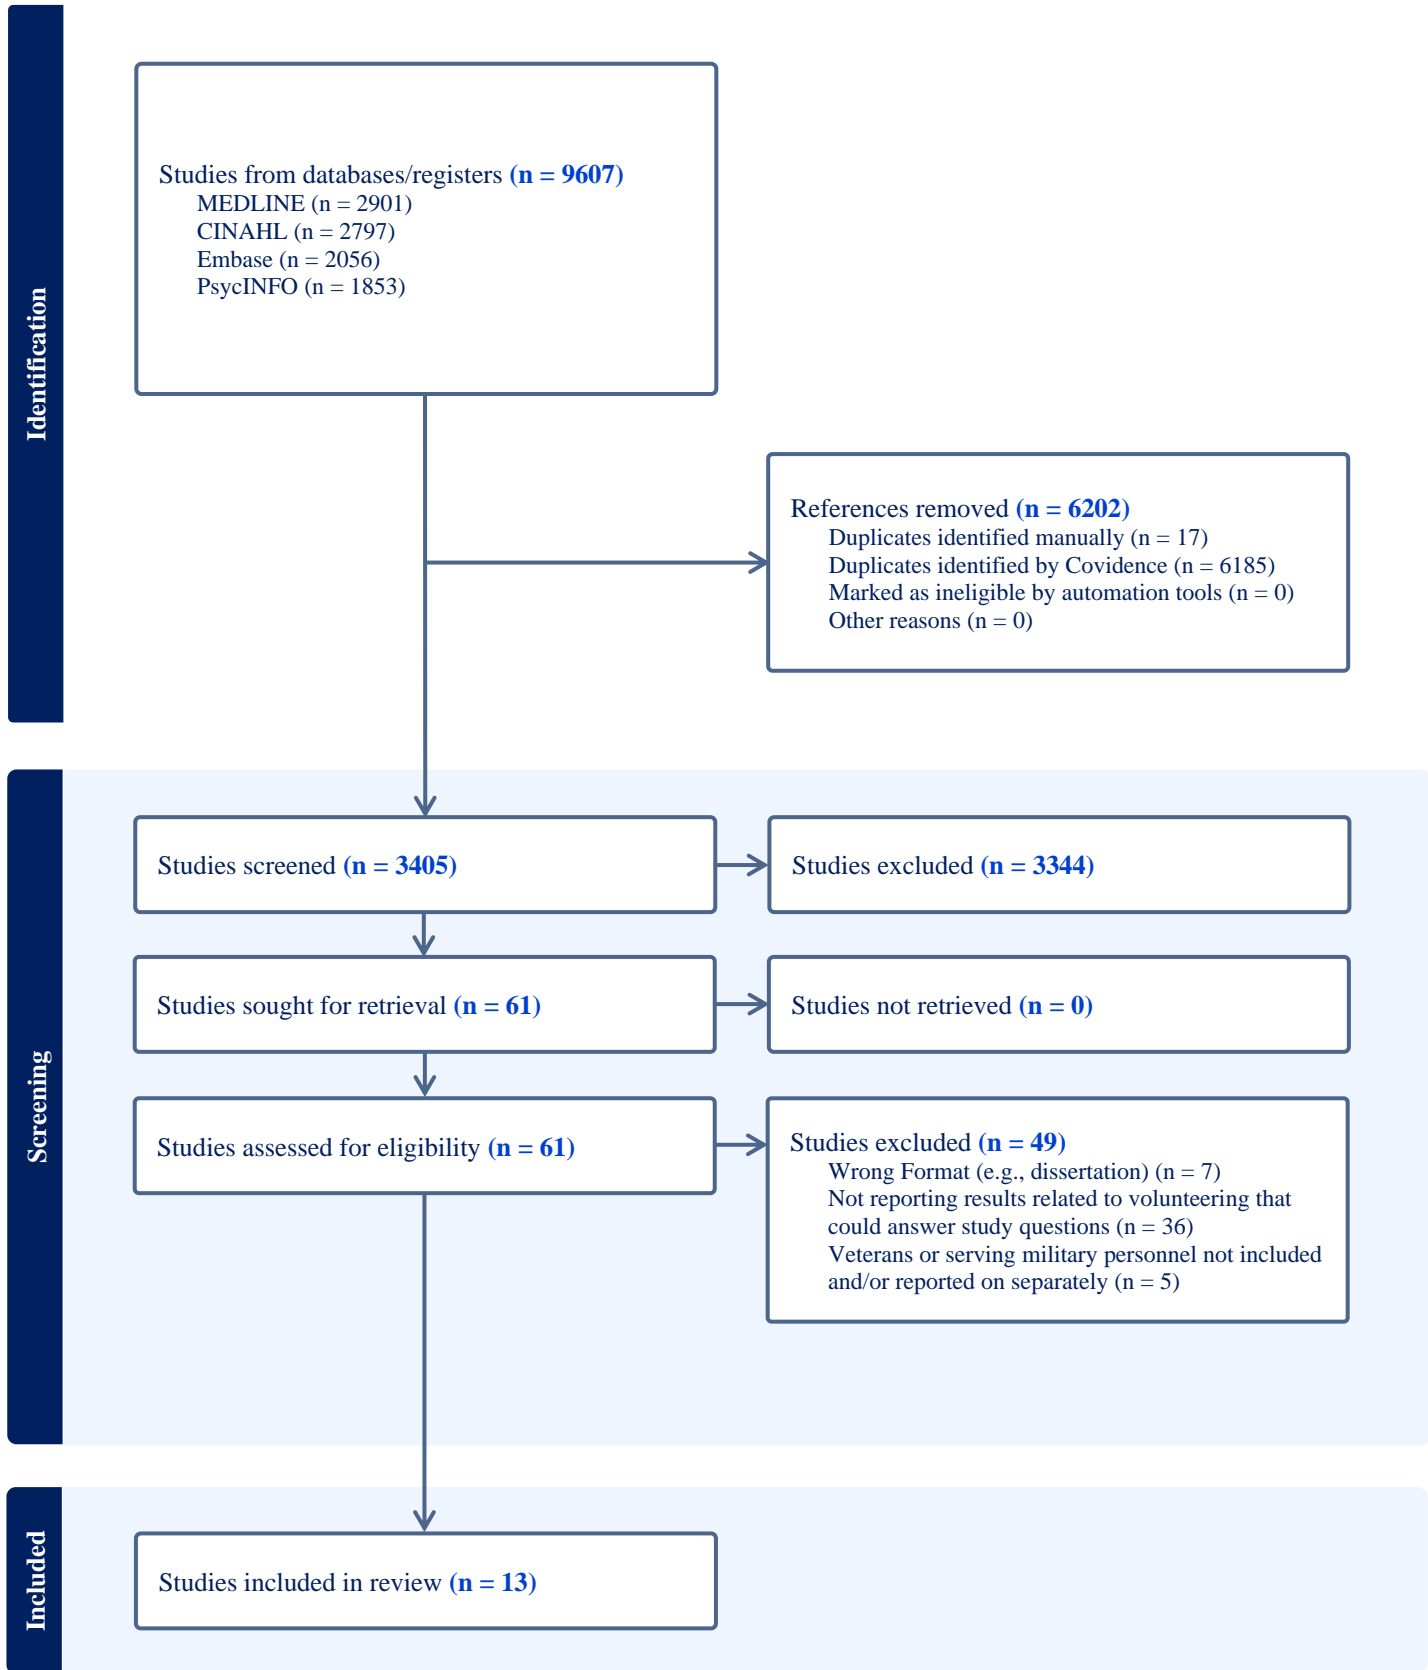 Identification
Studies from databases/registers (n = 9607)
MEDLINE (n = 2901)
CINAHL (n = 2797)
Embase (n = 2056)
PsycINFO (n = 1853)
References removed (n = 6202)
Duplicates identified manually (n = 17)
Duplicates identified by Covidence (n = 6185)
Marked as ineligible by automation tools (n = 0)
Other reasons (n = 0)
Screening
Studies screened (n = 3405)
Studies excluded (n = 3344)
Studies sought for retrieval (n = 61)
Studies not retrieved (n = 0)
Studies assessed for eligibility (n = 61)
Studies excluded (n = 49)
Wrong Format (e.g., dissertation) (n = 7)
Not reporting results related to volunteering that
could answer study questions (n = 36)
Veterans or serving military personnel not included
and/or reported on separately (n = 5)
Included
Studies included in review (n = 13)